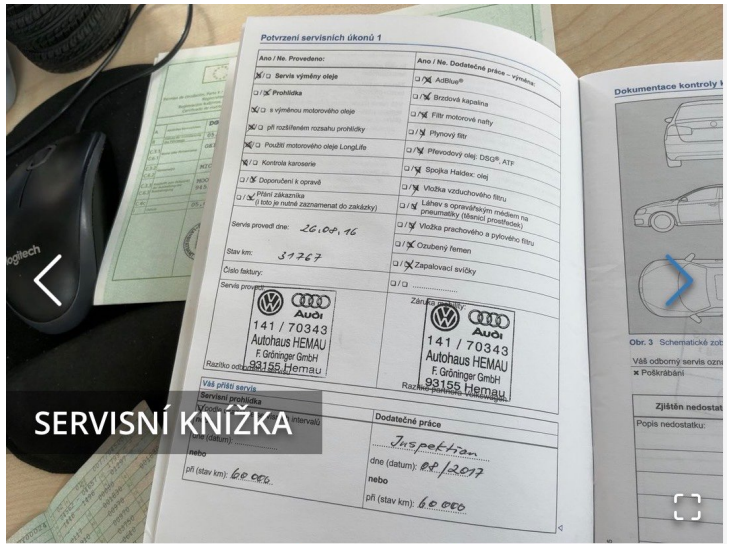 Potvrzení servisních úkonů 1
Ano / Ne. Provedeno:
Servis výměny oleje
Prohlídka
s výměnou motorového oleje
při rozšířeném rozsahu prohlídky
Použití motorového oleje LongLife
Kontrola karoserie
Doporučení k opravě
Přání zákazníka
(i toto je nutné zaznamenat do zakázky)
Servis provedl dne: 26.08.16
Stav km: 31767
Číslo faktury:
Servis provedl:
Audi
141 / 70343
Autohaus HEMAU
F. Gröninger GmbH
93155 Hemau
Ano / Ne. Dodatečné práce – výměna:
AdBlue®
Brzdová kapalina
Filtr motorové nafty
Plynový filtr
Převodový olej: DSG®, ATF
Spojka Haldex: olej
Vložka vzduchového filtru
Láhev s opravářským médiem na
pneumatiky (těsnicí prostředek)
Vložka prachového a pylového filtru
Ozubený řemen
Zapalovací svíčky
Audi
141 / 70343
Autohaus HEMAU
F. Gröninger GmbH
93155 Hemau
Váš příští servis
Servisní prohlídka
intervalů
dne (datum):
nebo
při (stav km): 60 000
Dodatečné práce
Inspektion
dne (datum): 08/2017
nebo
při (stav km): 60 000
Dokumentace kontroly
Obr. 3 Schematické
Váš odborný servis
× Poškrábání
Zjištěn
Popis nedostatku:
logitech
SERVISNÍ KNÍŽKA